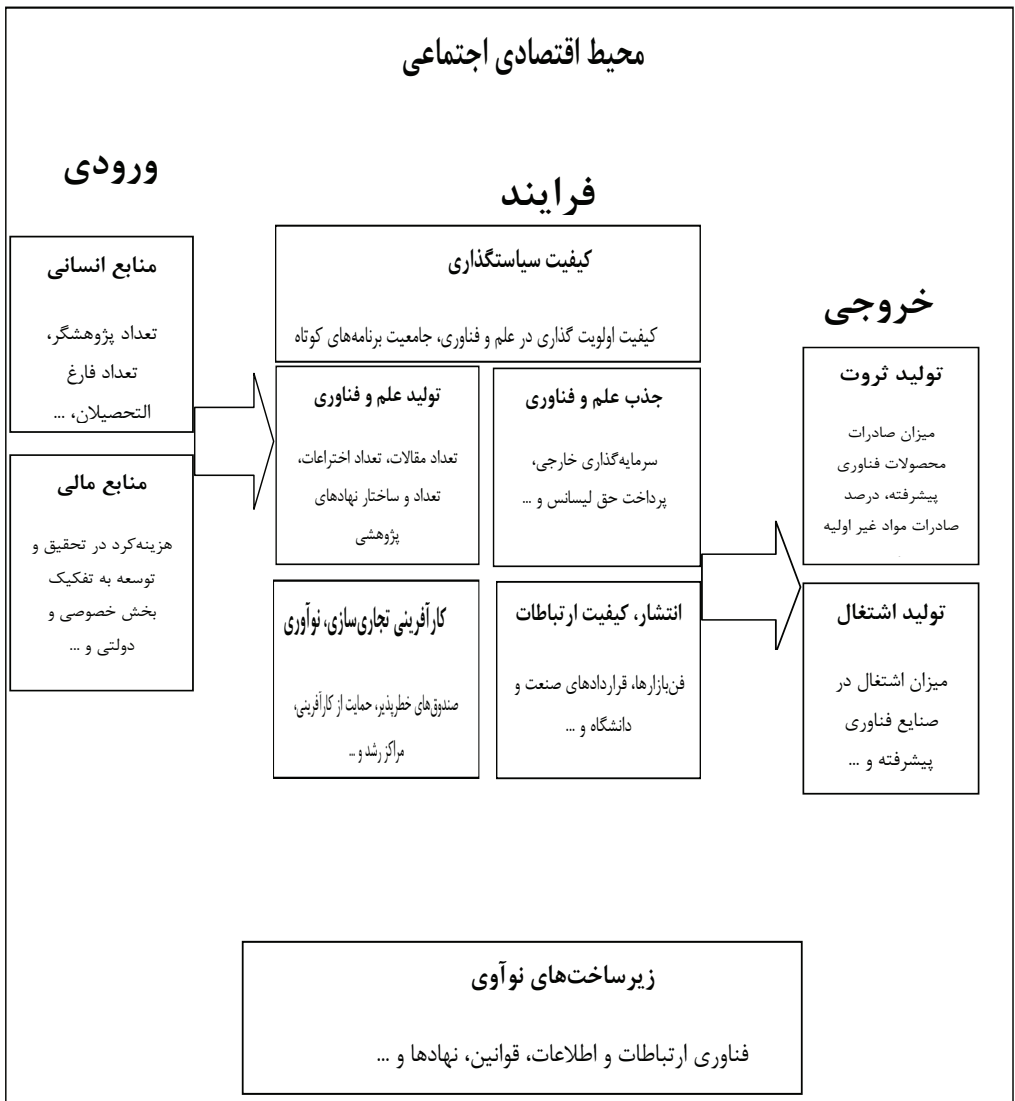 محیط اقتصادی اجتماعی
ورودی
منابع انسانی
تعداد پژوهشگر،
تعداد فارغ
التحصیلان، ...
منابع مالی
هزینه‌کرد در تحقیق و
توسعه به تفکیک
بخش خصوصی و
دولتی و ...
فرایند
کیفیت سیاستگذاری
کیفیت اولویت گذاری در علم و فناوری، جامعیت برنامه‌های کوتاه
تولید علم و فناوری
تعداد مقالات، تعداد اختراعات،
تعداد و ساختار نهادهای
پژوهشی
جذب علم و فناوری
سرمایه‌گذاری خارجی،
پرداخت حق لیسانس و ...
کارآفرینی تجاری‌سازی، نوآوری
صندوق‌های خطرپذیر، حمایت از کارآفرینی،
مراکز رشد و ...
انتشار، کیفیت ارتباطات
فن‌بازارها، قراردادهای صنعت و
دانشگاه و ...
خروجی
تولید ثروت
میزان صادرات
محصولات فناوری
پیشرفته، درصد
صادرات مواد غیر اولیه
تولید اشتغال
میزان اشتغال در
صنایع فناوری
پیشرفته و ...
زیرساخت‌های نوآوی
فناوری ارتباطات و اطلاعات، قوانین، نهادها و ...